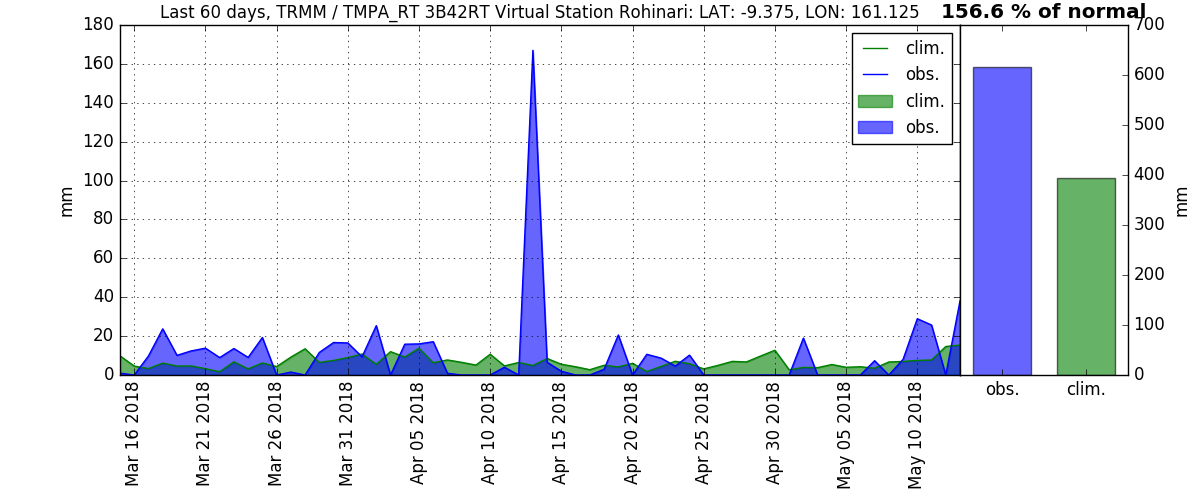 Last 60 days, TRMM / TMPA_RT 3B42RT Virtual Station Rohinari: LAT: -9.375, LON: 161.125
156.6 % of normal
180
160
140
120
100
80
60
40
20
0
mm
clim.
obs.
clim.
obs.
Mar 16 2018
Mar 21 2018
Mar 26 2018
Mar 31 2018
Apr 05 2018
Apr 10 2018
Apr 15 2018
Apr 20 2018
Apr 25 2018
Apr 30 2018
May 05 2018
May 10 2018
700
600
500
400
300
200
100
0
mm
obs.
clim.